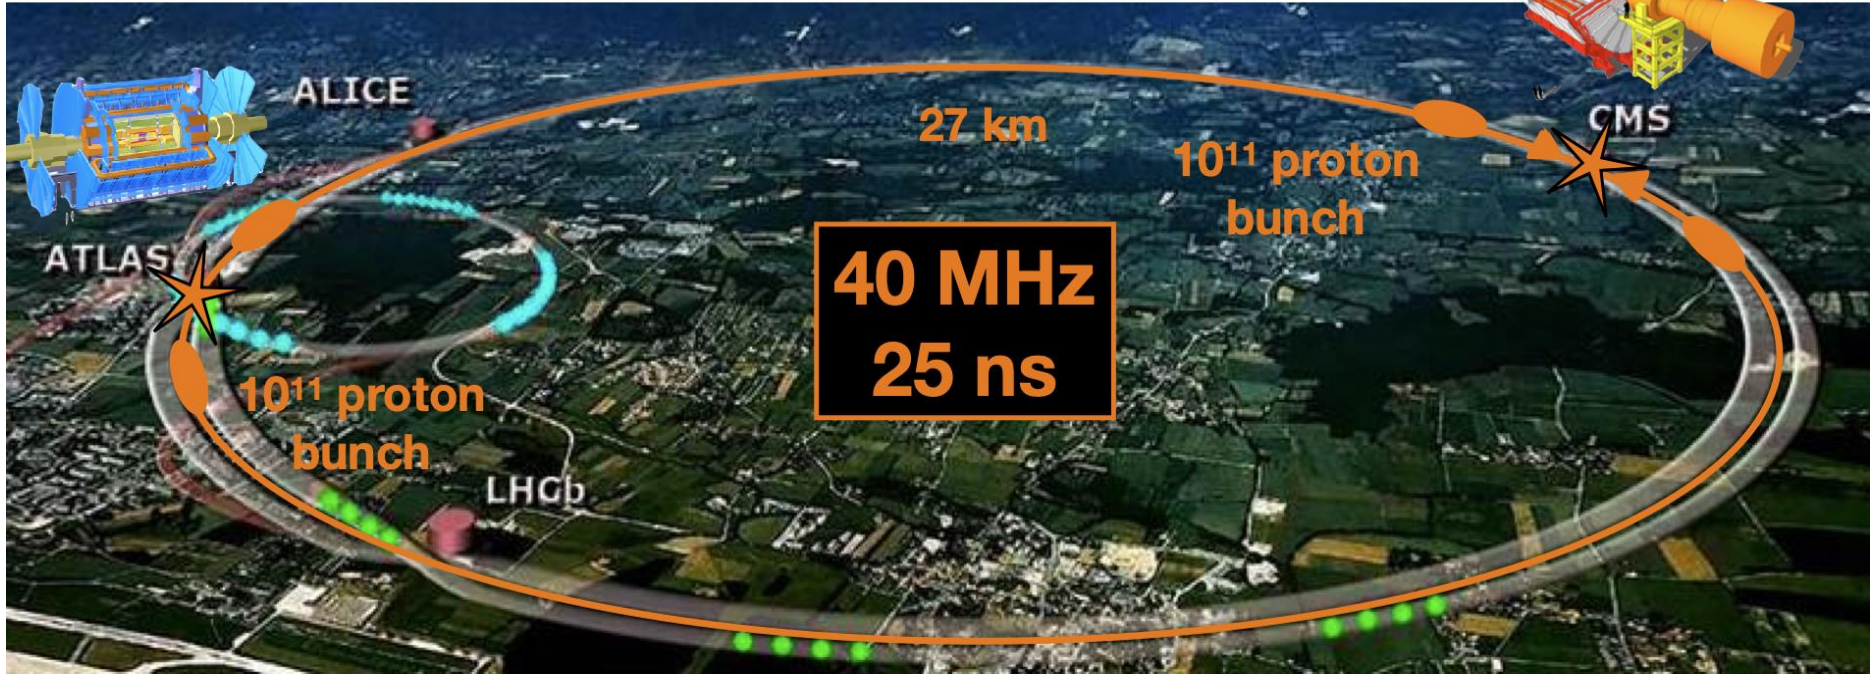 ALICE
CMS
27 km
10¹¹ proton
bunch
ATLAS
40 MHz
25 ns
10¹¹ proton
bunch
LHCb